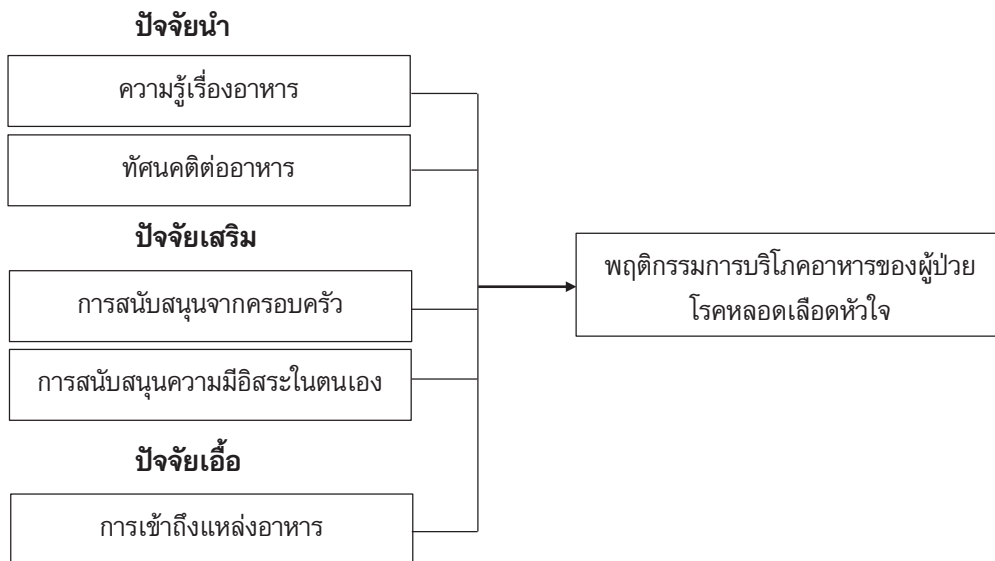 ปัจจัยนำ
ความรู้เรื่องอาหาร
ทัศนคติต่ออาหาร
ปัจจัยเสริม
การสนับสนุนจากครอบครัว
การสนับสนุนความมีอิสระในตนเอง
ปัจจัยเอื้อ
การเข้าถึงแหล่งอาหาร
พฤติกรรมการบริโภคอาหารของผู้ป่วย
โรคหลอดเลือดหัวใจ